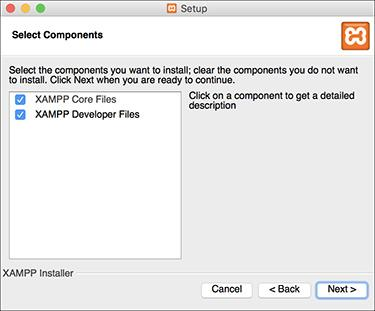 Setup
Select Components
Select the components you want to install; clear the components you do not want
to install. Click Next when you are ready to continue.
XAMPP Core Files
XAMPP Developer Files
Click on a component to get a detailed
description
XAMPP Installer
Cancel
< Back
Next >